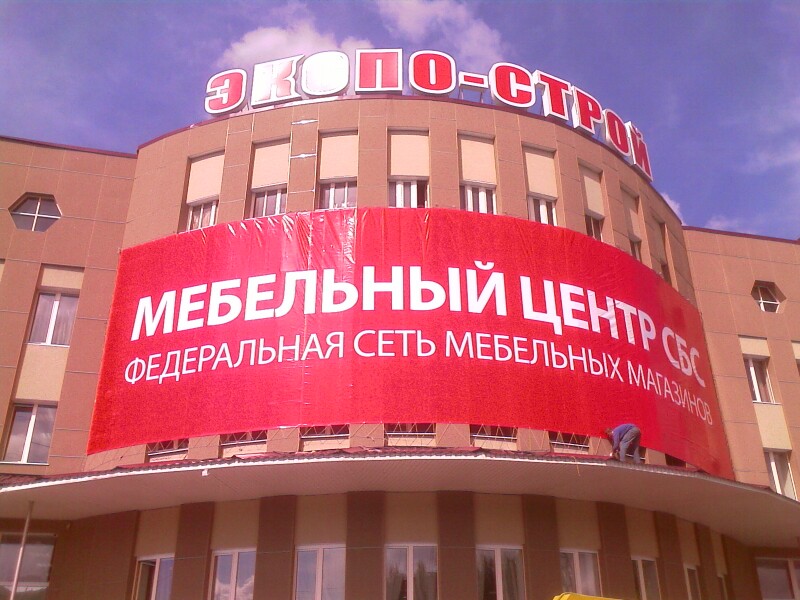 ЭКОПО-СТРОЙ
МЕБЕЛЬНЫЙ ЦЕНТР СБС
ФЕДЕРАЛЬНАЯ СЕТЬ МЕБЕЛЬНЫХ МАГАЗИНОВ